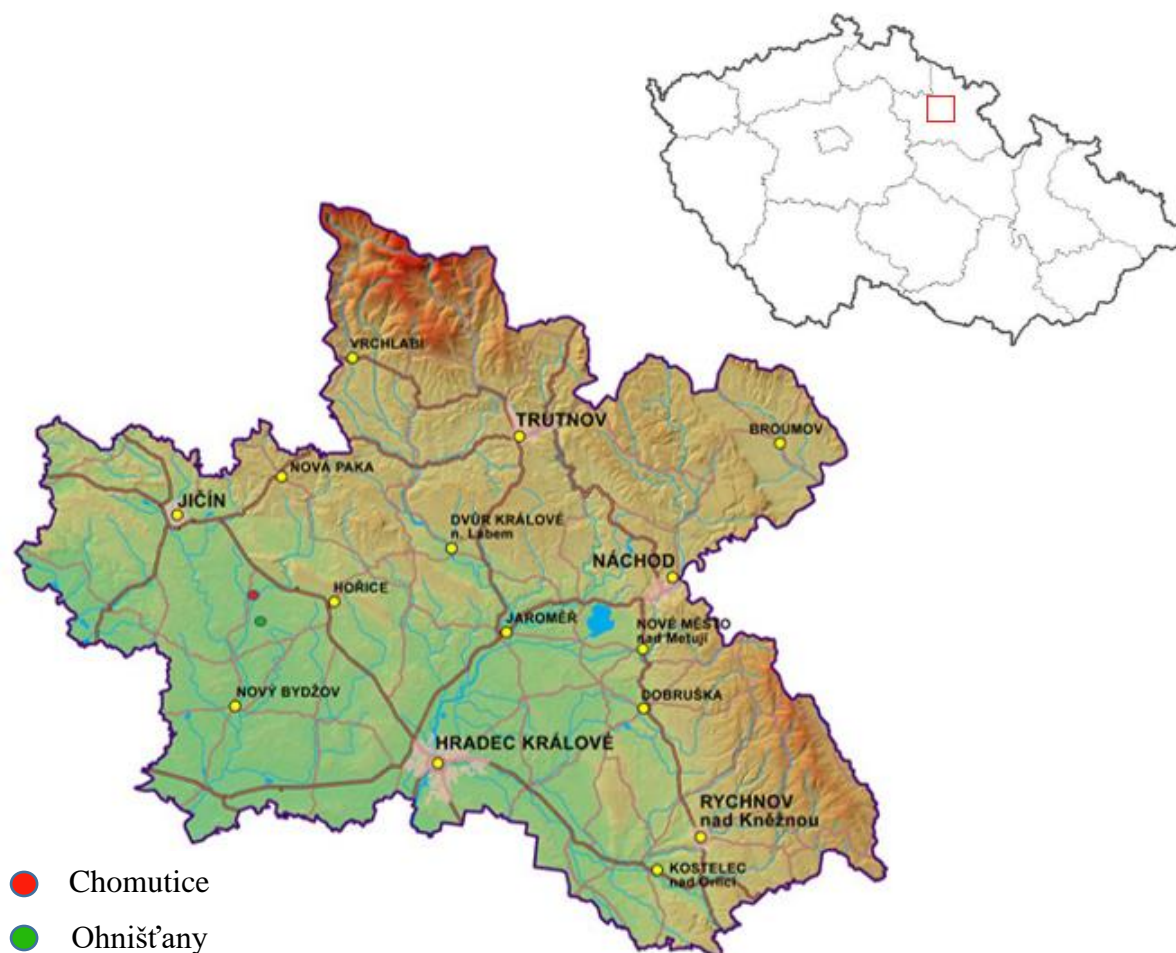 VRCHLABÍ
TRUTNOV
BROUMOV
NOVÁ PAKA
JIČÍN
DVŮR KRÁLOVÉ
n. Labem
NÁCHOD
HOŘICE
JAROMĚŘ
NOVÉ MĚSTO
nad Metují
NOVÝ BYDŽOV
DOBRUŠKA
HRADEC KRÁLOVÉ
RYCHNOV
nad Kněžnou
KOSTELEC
nad Orlicí
Chomutice
Ohnišťany